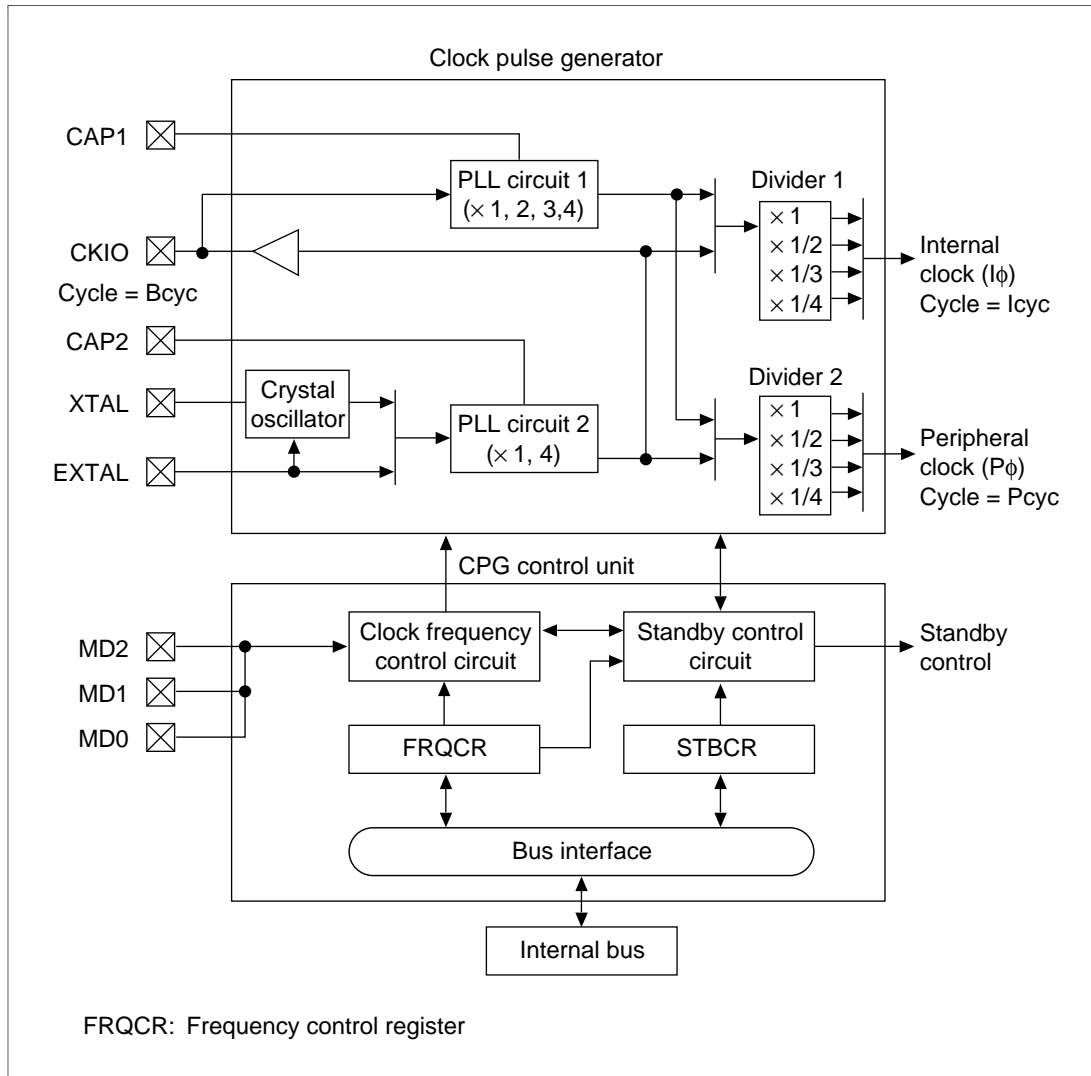 Clock pulse generator
CAP1
PLL circuit 1
(× 1, 2, 3,4)
CKIO
Cycle = Bcyc
Divider 1
× 1
× 1/2
× 1/3
× 1/4
Internal
clock (Iϕ)
Cycle = Icyc
CAP2
XTAL
Crystal
oscillator
EXTAL
PLL circuit 2
(× 1, 4)
Divider 2
× 1
× 1/2
× 1/3
× 1/4
Peripheral
clock (Pϕ)
Cycle = Pcyc
CPG control unit
MD2
MD1
MD0
Clock frequency
control circuit
Standby control
circuit
Standby
control
FRQCR
STBCR
Bus interface
Internal bus
FRQCR: Frequency control register